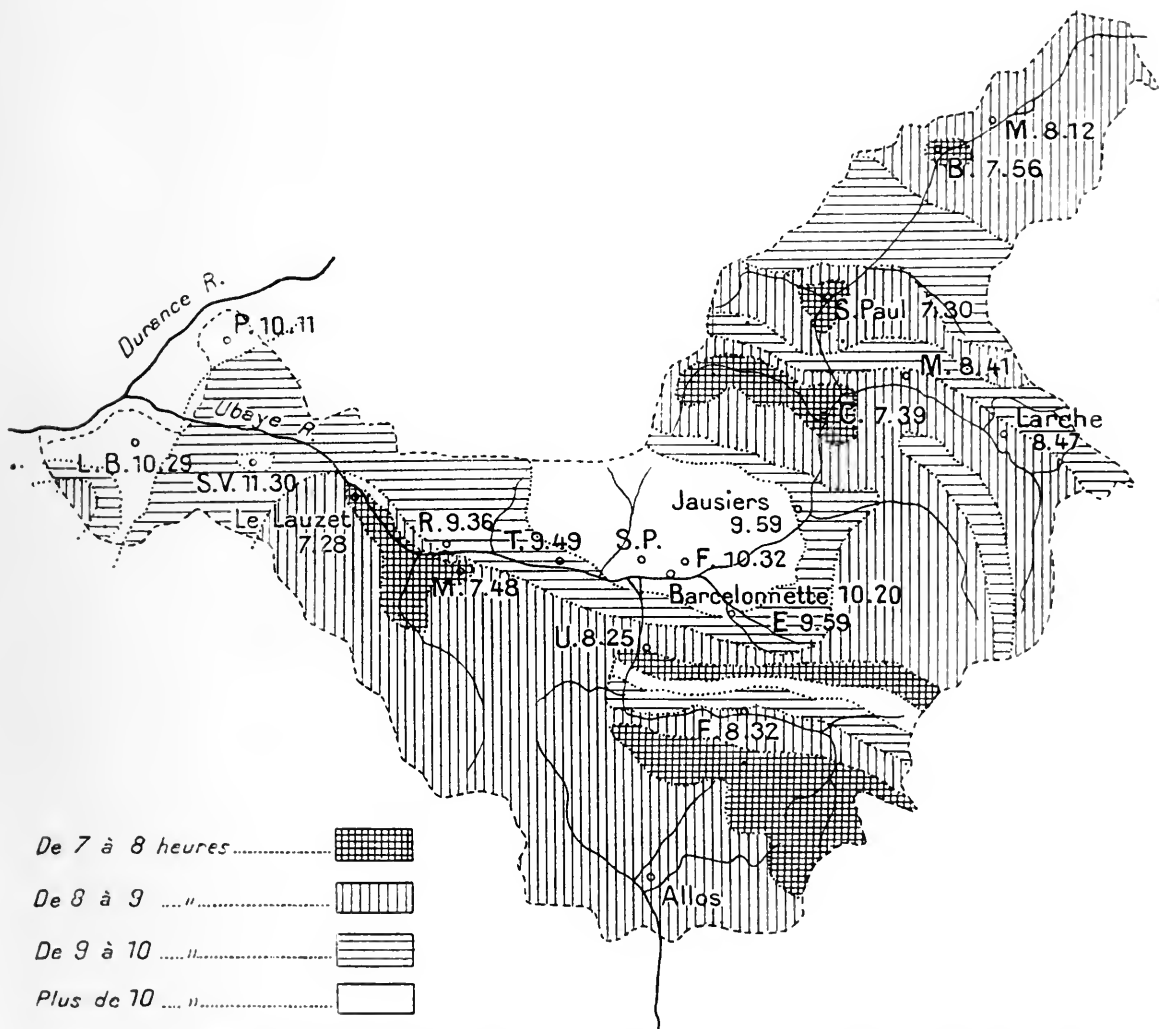 M. 8.12
B. 7.56
Durance R.
P. 10.11
S.Paul 7.30
M. 8.41
Ubaye R.
C. 7.39
Larche
8.47
L.B. 10.29
S.V. 11.30
Jausiers
9.59
Le Lauzet
7.28
R. 9.36
T. 9.49
S.P.
F. 10.32
M. 7.48
Barcelonnette 10.20
E 9.59
U. 8.25
F. 8.32
Allos
De 7 à 8 heures
De 8 à 9 .... "
De 9 à 10 .... "
Plus de 10 .... "